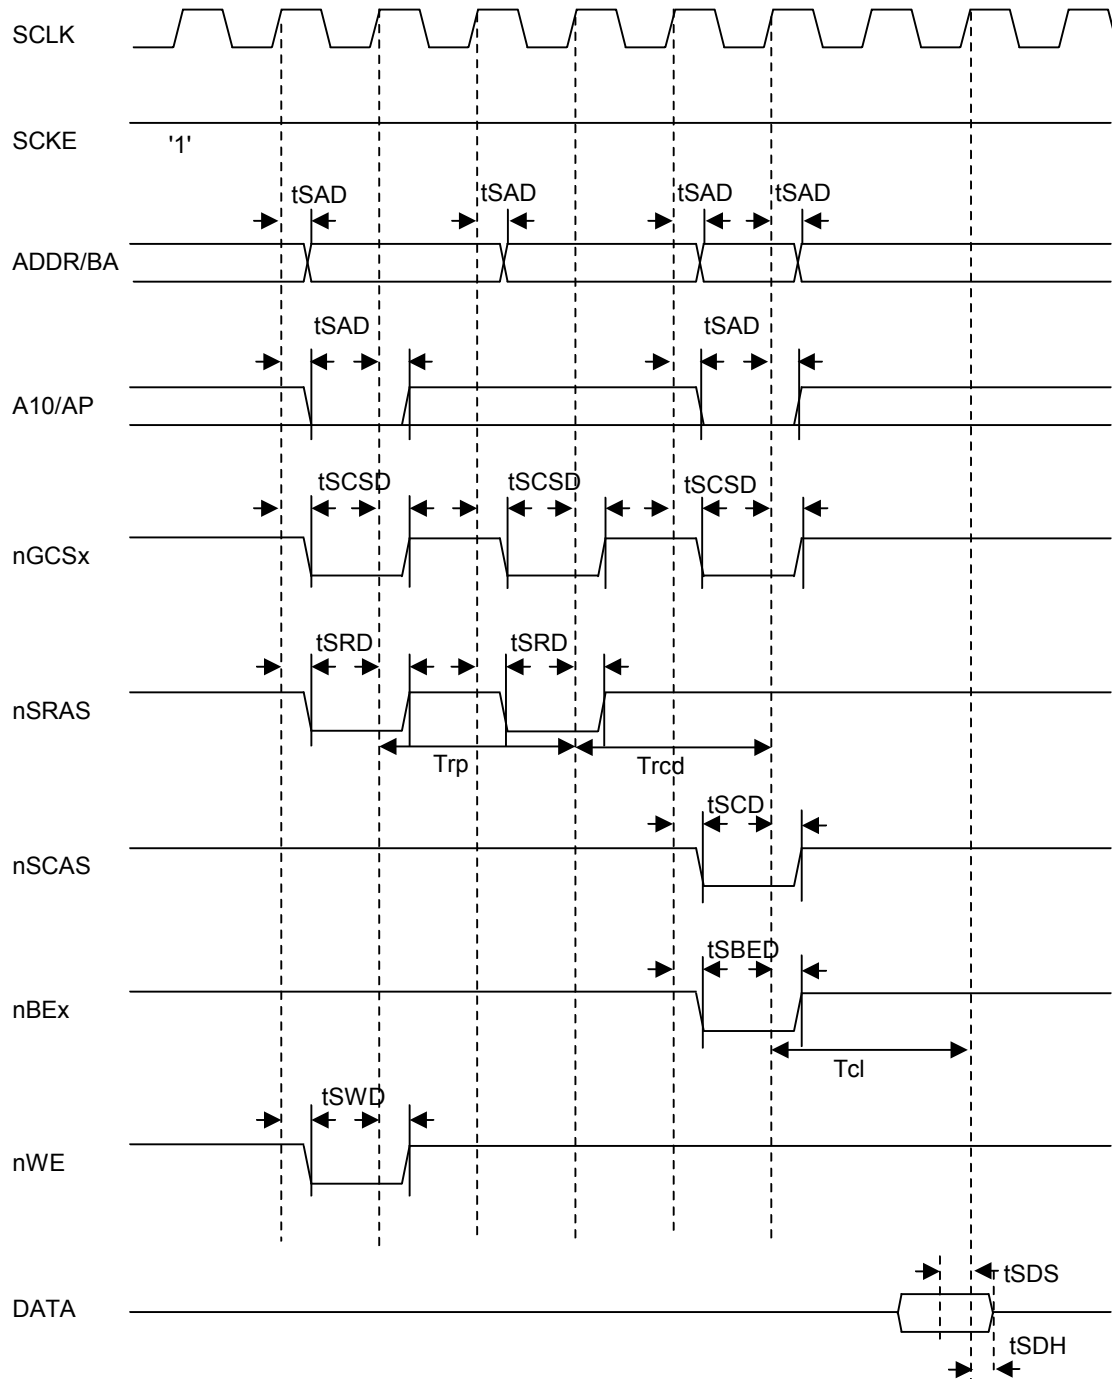 SCLK
SCKE '1'
tSAD tSAD tSAD tSAD
ADDR/BA
tSAD tSAD
A10/AP
tSCSD tSCSD tSCSD
nGCSx
tSRD tSRD
nSRAS
Trp Trcd
tSCD
nSCAS
tSBED
nBEx
Tcl
tSWD
nWE
tSDS
DATA
tSDH